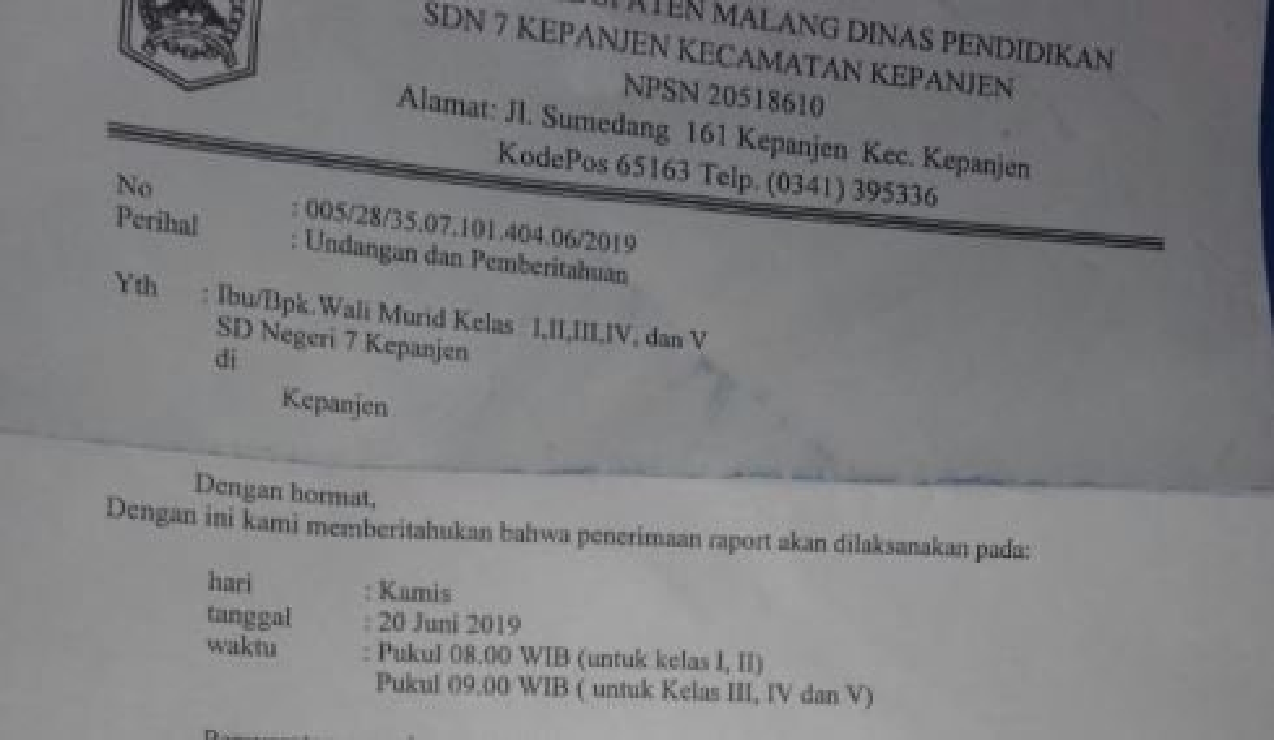 MALANG DINAS PENDIDIKAN
SDN 7 KEPANJEN KECAMATAN KEPANJEN
NPSN 20518610
Alamat: Jl. Sumedang 161 Kepanjen Kec. Kepanjen
KodePos 65163 Telp. (0341) 395336
No : 005/28/35.07.101.404.06/2019
Perihal : Undangan dan Pemberitahuan
Yth : Ibu/Bpk.Wali Murid Kelas I,II,III,IV, dan V
SD Negeri 7 Kepanjen
di
Kepanjen
Dengan hormat,
Dengan ini kami memberitahukan bahwa penerimaan raport akan dilaksanakan pada:
hari : Kamis
tanggal : 20 Juni 2019
waktu : Pukul 08.00 WIB (untuk kelas I, II)
Pukul 09.00 WIB ( untuk Kelas III, IV dan V)